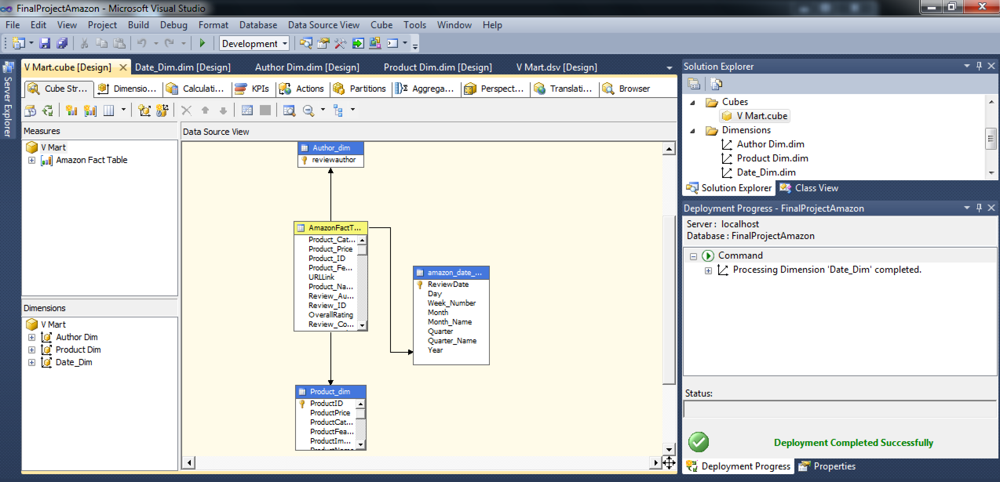 FinalProjectAmazon - Microsoft Visual Studio
File Edit View Project Build Debug Format Database Data Source View Cube Tools Window Help
Development
Server Explorer
V Mart.cube [Design] Date_Dim.dim [Design] Author Dim.dim [Design] Product Dim.dim [Design] V Mart.dsv [Design]
Cube Str... Dimensio... Calculati... KPIs Actions Partitions Aggrega... Perspect... Translati... Browser
Measures
V Mart
Amazon Fact Table
Dimensions
V Mart
Author Dim
Product Dim
Date_Dim
Data Source View
Author_dim
reviewauthor
AmazonFactT...
Product_Cat...
Product_Price
Product_ID
Product_Fe...
URLLink
Product_Na...
Review_Au...
Review_ID
OverallRating
Review_Co...
amazon_date_...
ReviewDate
Day
Week_Number
Month
Month_Name
Quarter
Quarter_Name
Year
Product_dim
ProductID
ProductPrice
ProductCat...
ProductFea...
ProductIm...
Solution Explorer
Cubes
V Mart.cube
Dimensions
Author Dim.dim
Product Dim.dim
Date_Dim.dim
Solution Explorer Class View
Deployment Progress - FinalProjectAmazon
Server : localhost
Database : FinalProjectAmazon
Command
Processing Dimension 'Date_Dim' completed.
Status:
Deployment Completed Successfully
Deployment Progress Properties